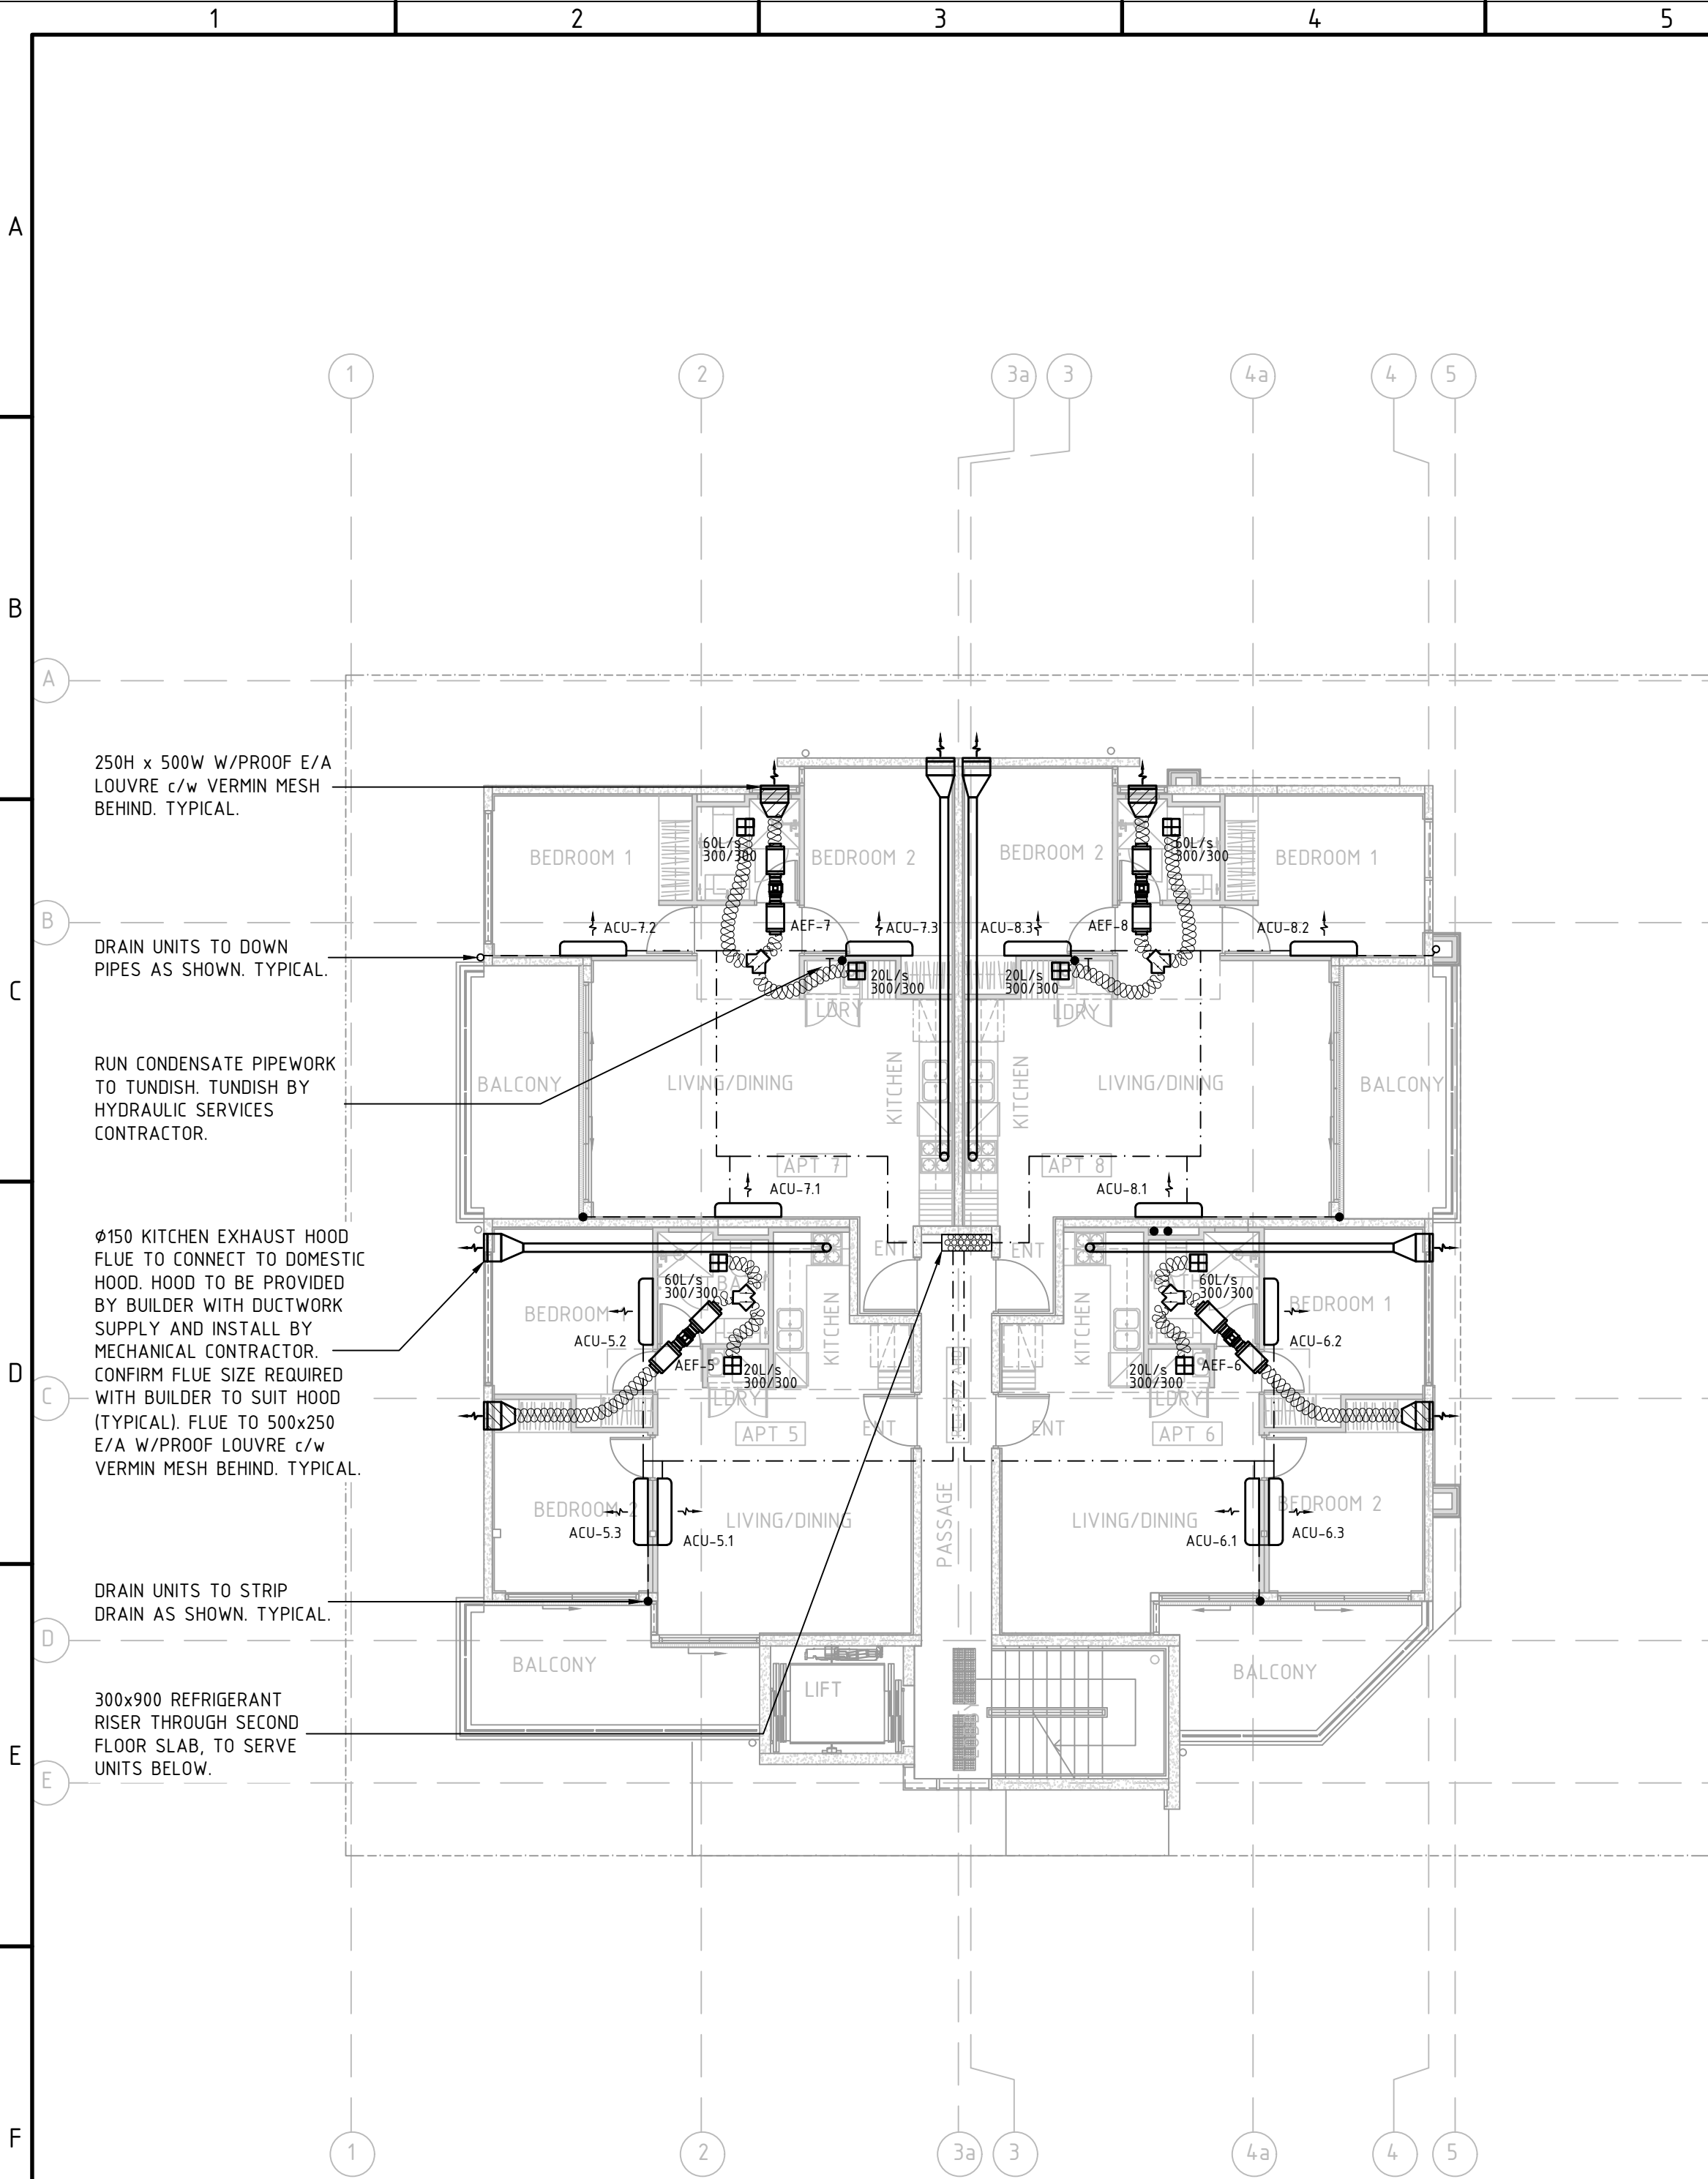 1 2 3 4 5
A
B
C
D
E
F
1 2 3a 3 4a 4 5
A
B
C
D
E
250H x 500W W/PROOF E/A
LOUVRE c/w VERMIN MESH
BEHIND. TYPICAL.
DRAIN UNITS TO DOWN
PIPES AS SHOWN. TYPICAL.
RUN CONDENSATE PIPEWORK
TO TUNDISH. TUNDISH BY
HYDRAULIC SERVICES
CONTRACTOR.
Ø150 KITCHEN EXHAUST HOOD
FLUE TO CONNECT TO DOMESTIC
HOOD. HOOD TO BE PROVIDED
BY BUILDER WITH DUCTWORK
SUPPLY AND INSTALL BY
MECHANICAL CONTRACTOR.
CONFIRM FLUE SIZE REQUIRED
WITH BUILDER TO SUIT HOOD
(TYPICAL). FLUE TO 500x250
E/A W/PROOF LOUVRE c/w
VERMIN MESH BEHIND. TYPICAL.
DRAIN UNITS TO STRIP
DRAIN AS SHOWN. TYPICAL.
300x900 REFRIGERANT
RISER THROUGH SECOND
FLOOR SLAB, TO SERVE
UNITS BELOW.
60L/s
300/300
60L/s
300/300
BEDROOM 1
BEDROOM 2
BEDROOM 2
BEDROOM 1
ACU-7.2
AEF-7
ACU-7.3
ACU-8.3
AEF-8
ACU-8.2
T
T
20L/s
300/300
20L/s
300/300
LDRY
LDRY
BALCONY
LIVING/DINING
KITCHEN
KITCHEN
LIVING/DINING
BALCONY
APT 7
APT 8
ACU-7.1
ACU-8.1
ENT
ENT
60L/s
300/300
60L/s
300/300
BEDROOM 1
BEDROOM 1
ACU-5.2
KITCHEN
KITCHEN
ACU-6.2
AEF-5
20L/s
300/300
20L/s
300/300
AEF-6
LDRY
LDRY
APT 5
ENT
ENT
APT 6
BEDROOM 2
LIVING/DINING
PASSAGE
LIVING/DINING
BEDROOM 2
ACU-5.3
ACU-5.1
ACU-6.1
ACU-6.3
BALCONY
LIFT
LOBBY
BALCONY
1 2 3a 3 4a 4 5